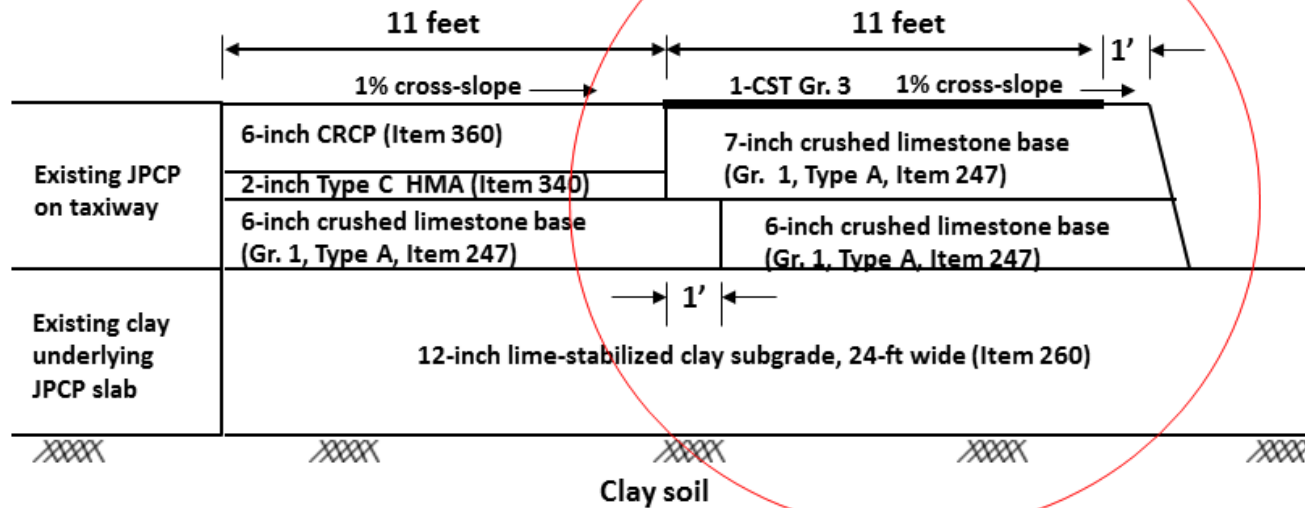 11 feet
11 feet
1'
1% cross-slope
1-CST Gr. 3
1% cross-slope
Existing JPCP
on taxiway
6-inch CRCP (Item 360)
2-inch Type C HMA (Item 340)
6-inch crushed limestone base
(Gr. 1, Type A, Item 247)
7-inch crushed limestone base
(Gr. 1, Type A, Item 247)
6-inch crushed limestone base
(Gr. 1, Type A, Item 247)
1'
Existing clay
underlying
JPCP slab
12-inch lime-stabilized clay subgrade, 24-ft wide (Item 260)
Clay soil